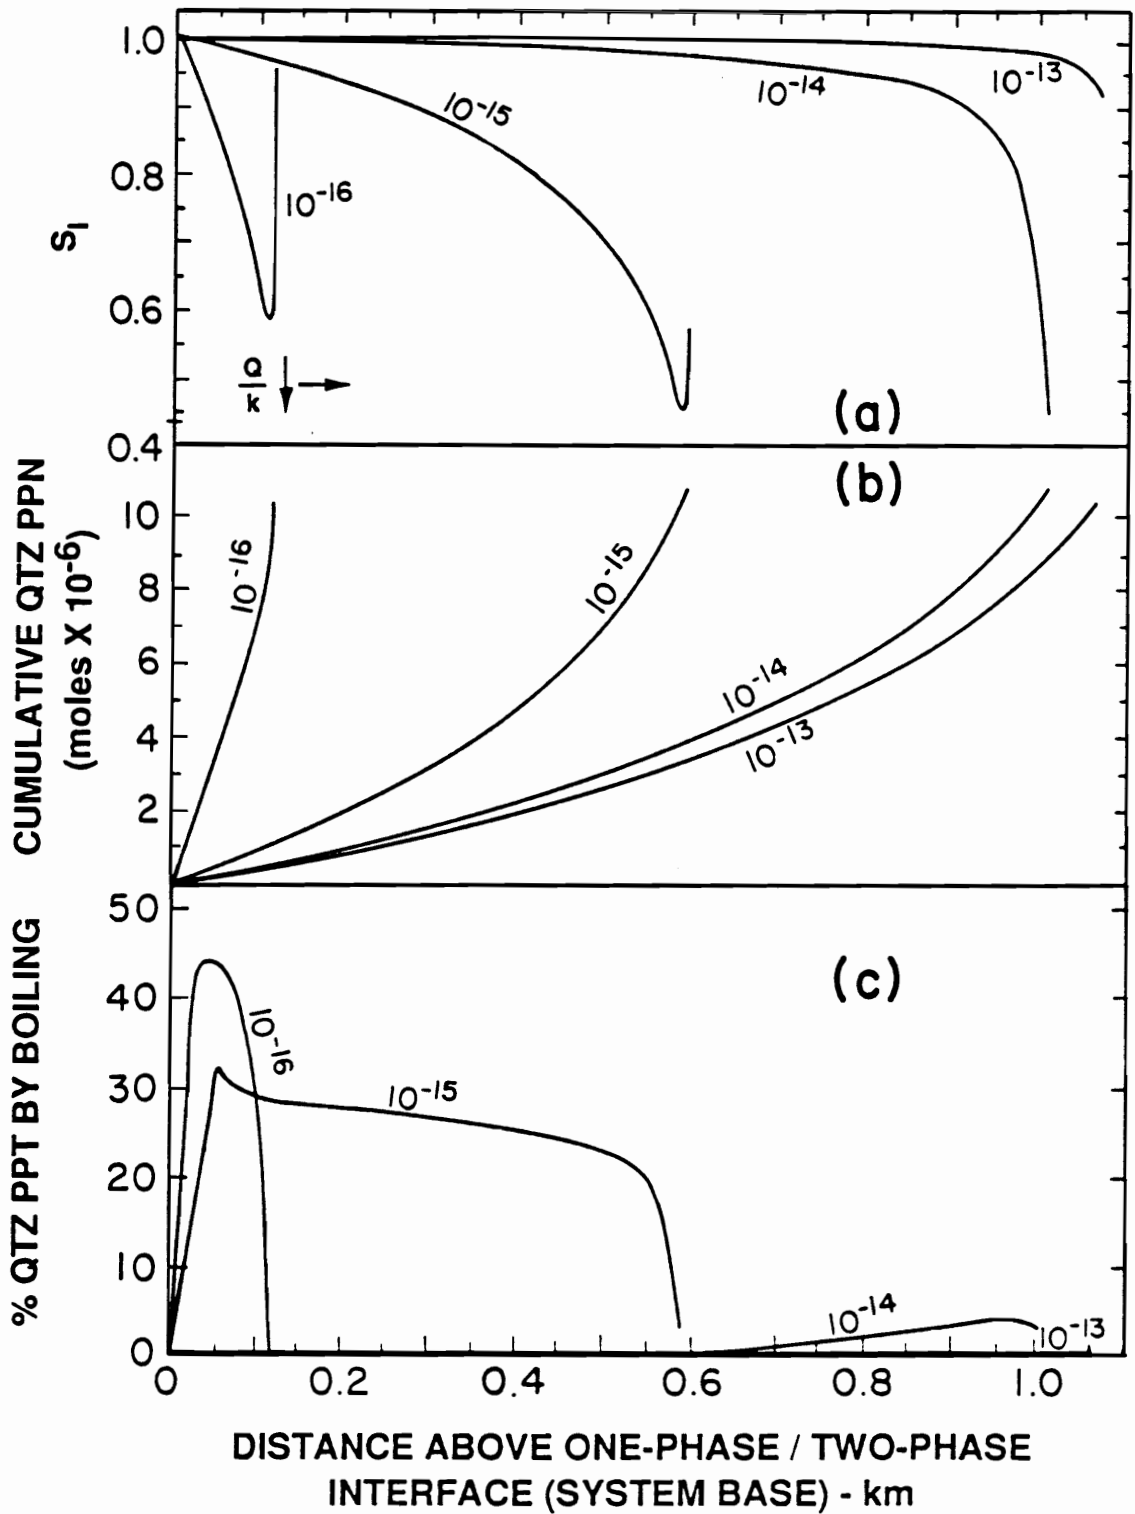 1.0
0.8
0.6
0.4
S₁
10⁻¹³
10⁻¹⁴
10⁻¹⁵
10⁻¹⁶
Q
k
(a)
(b)
CUMULATIVE QTZ PPN
(moles X 10⁻⁶)
10
8
6
4
2
10⁻¹⁶
10⁻¹⁵
10⁻¹⁴
10⁻¹³
(c)
% QTZ PPT BY BOILING
50
40
30
20
10
0
10⁻¹⁶
10⁻¹⁵
10⁻¹⁴
10⁻¹³
0 0.2 0.4 0.6 0.8 1.0
DISTANCE ABOVE ONE-PHASE / TWO-PHASE
INTERFACE (SYSTEM BASE) - km